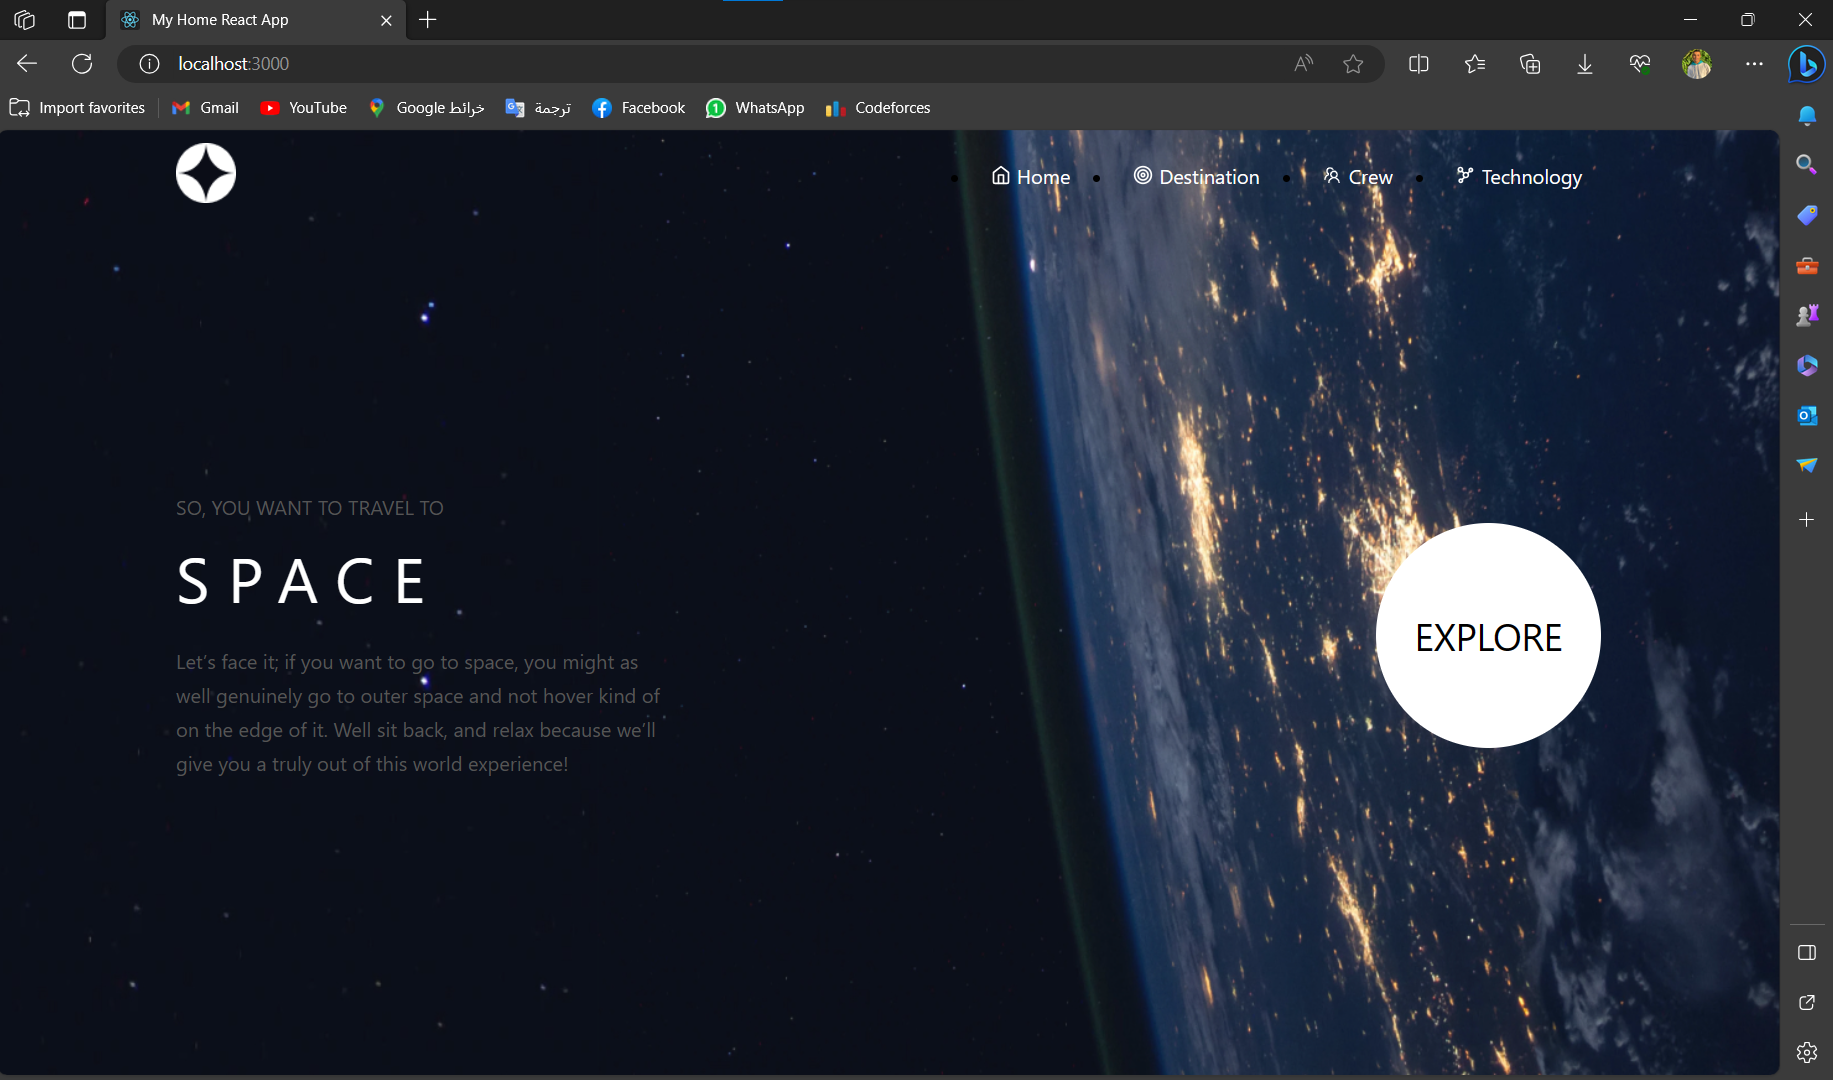 My Home React App
localhost:3000
Import favorites
Gmail
YouTube
خرائط Google
ترجمة
Facebook
1
WhatsApp
Codeforces
Home
Destination
Crew
Technology
SO, YOU WANT TO TRAVEL TO
SPACE
Let’s face it; if you want to go to space, you might as
well genuinely go to outer space and not hover kind of
on the edge of it. Well sit back, and relax because we’ll
give you a truly out of this world experience!
EXPLORE